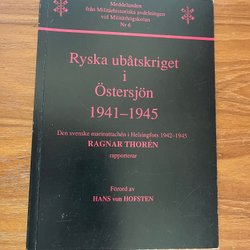 Meddelanden
från Militärhistoriska avdelningen
vid Militärhögskolan
Nr 6
Ryska ubåtskriget
i
Östersjön
1941–1945
Den svenske marinattachén i Helsingfors 1942–1945
RAGNAR THORÉN
rapporterar
Förord av
HANS von HOFSTEN